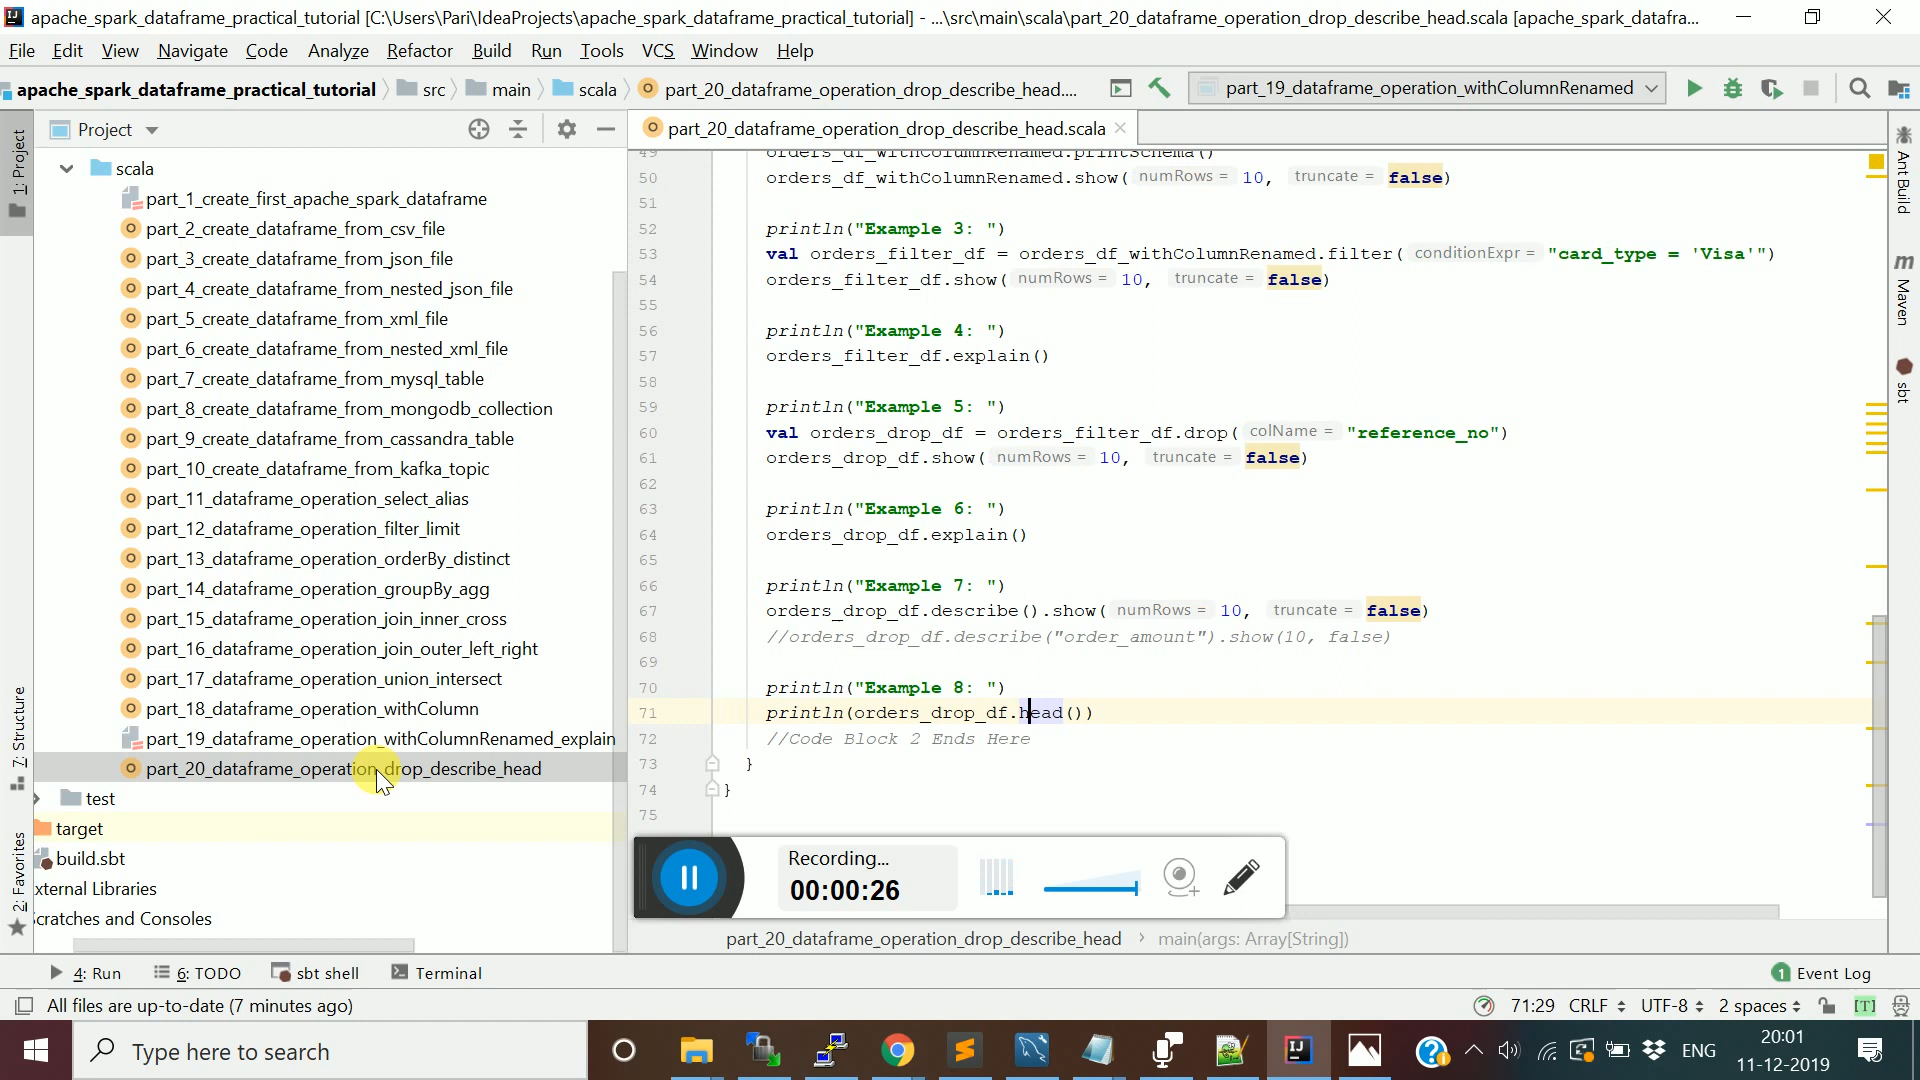 apache_spark_dataframe_practical_tutorial [C:\Users\Pari\IdeaProjects\apache_spark_dataframe_practical_tutorial] - ...\src\main\scala\part_20_dataframe_operation_drop_describe_head.scala [apache_spark_datafra...
File Edit View Navigate Code Analyze Refactor Build Run Tools VCS Window Help
apache_spark_dataframe_practical_tutorial src main scala part_20_dataframe_operation_drop_describe_head.... part_19_dataframe_operation_withColumnRenamed
Project
part_20_dataframe_operation_drop_describe_head.scala
1: Project
7: Structure
2: Favorites
scala
part_1_create_first_apache_spark_dataframe
part_2_create_dataframe_from_csv_file
part_3_create_dataframe_from_json_file
part_4_create_dataframe_from_nested_json_file
part_5_create_dataframe_from_xml_file
part_6_create_dataframe_from_nested_xml_file
part_7_create_dataframe_from_mysql_table
part_8_create_dataframe_from_mongodb_collection
part_9_create_dataframe_from_cassandra_table
part_10_create_dataframe_from_kafka_topic
part_11_dataframe_operation_select_alias
part_12_dataframe_operation_filter_limit
part_13_dataframe_operation_orderBy_distinct
part_14_dataframe_operation_groupBy_agg
part_15_dataframe_operation_join_inner_cross
part_16_dataframe_operation_join_outer_left_right
part_17_dataframe_operation_union_intersect
part_18_dataframe_operation_withColumn
part_19_dataframe_operation_withColumnRenamed_explain
part_20_dataframe_operation_drop_describe_head
test
target
build.sbt
xternal Libraries
cratches and Consoles
49 orders_df_withColumnRenamed.printSchema()
50 orders_df_withColumnRenamed.show( numRows = 10, truncate = false)
51
52 println("Example 3: ")
53 val orders_filter_df = orders_df_withColumnRenamed.filter( conditionExpr = "card_type = 'Visa'")
54 orders_filter_df.show( numRows = 10, truncate = false)
55
56 println("Example 4: ")
57 orders_filter_df.explain()
58
59 println("Example 5: ")
60 val orders_drop_df = orders_filter_df.drop( colName = "reference_no")
61 orders_drop_df.show( numRows = 10, truncate = false)
62
63 println("Example 6: ")
64 orders_drop_df.explain()
65
66 println("Example 7: ")
67 orders_drop_df.describe().show( numRows = 10, truncate = false)
68 //orders_drop_df.describe("order_amount").show(10, false)
69
70 println("Example 8: ")
71 println(orders_drop_df.head())
72 //Code Block 2 Ends Here
73 }
74 }
75
Recording...
00:00:26
part_20_dataframe_operation_drop_describe_head main(args: Array[String])
Ant Build
m Maven
sbt
4: Run 6: TODO sbt shell Terminal 1 Event Log
All files are up-to-date (7 minutes ago) 71:29 CRLF UTF-8 2 spaces [T]
Type here to search
ENG
20:01
11-12-2019